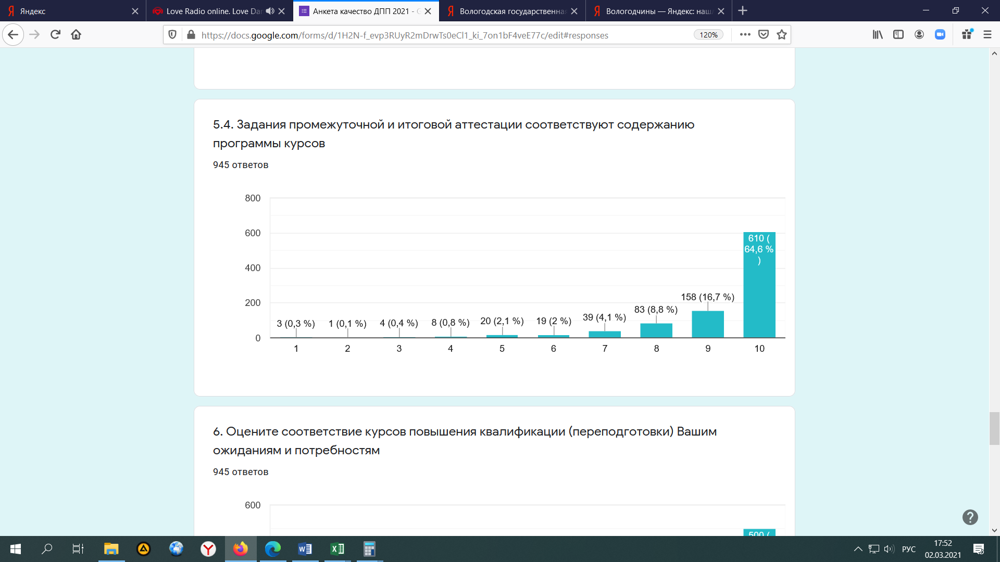 Яндекс
Love Radio online. Love Dan
Анкета качество ДПП 2021 - G
Вологодская государственная
Вологодчины — Яндекс: наш
https://docs.google.com/forms/d/1H2N-f_evp3RUyR2mDrwTs0eCl1_ki_7on1bF4veE77c/edit#responses
120%
5.4. Задания промежуточной и итоговой аттестации соответствуют содержанию
программы курсов
945 ответов
800
600
400
200
0
3 (0,3 %)
1 (0,1 %)
4 (0,4 %)
8 (0,8 %)
20 (2,1 %)
19 (2 %)
39 (4,1 %)
83 (8,8 %)
158 (16,7 %)
610 (
64,6 %
)
1 2 3 4 5 6 7 8 9 10
6. Оцените соответствие курсов повышения квалификации (переподготовки) Вашим
ожиданиям и потребностям
945 ответов
600
500 (
РУС
17:52
02.03.2021